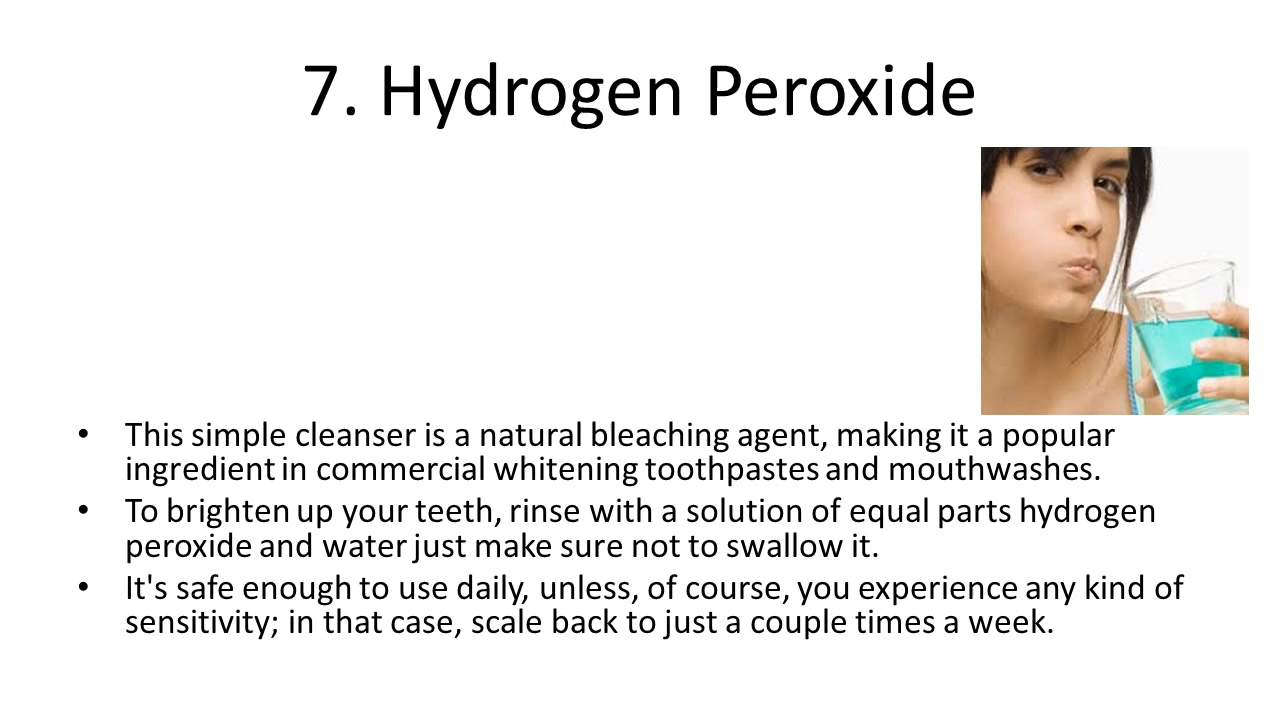 7. Hydrogen Peroxide
• This simple cleanser is a natural bleaching agent, making it a popular
ingredient in commercial whitening toothpastes and mouthwashes.
• To brighten up your teeth, rinse with a solution of equal parts hydrogen
peroxide and water just make sure not to swallow it.
• It's safe enough to use daily, unless, of course, you experience any kind of
sensitivity; in that case, scale back to just a couple times a week.